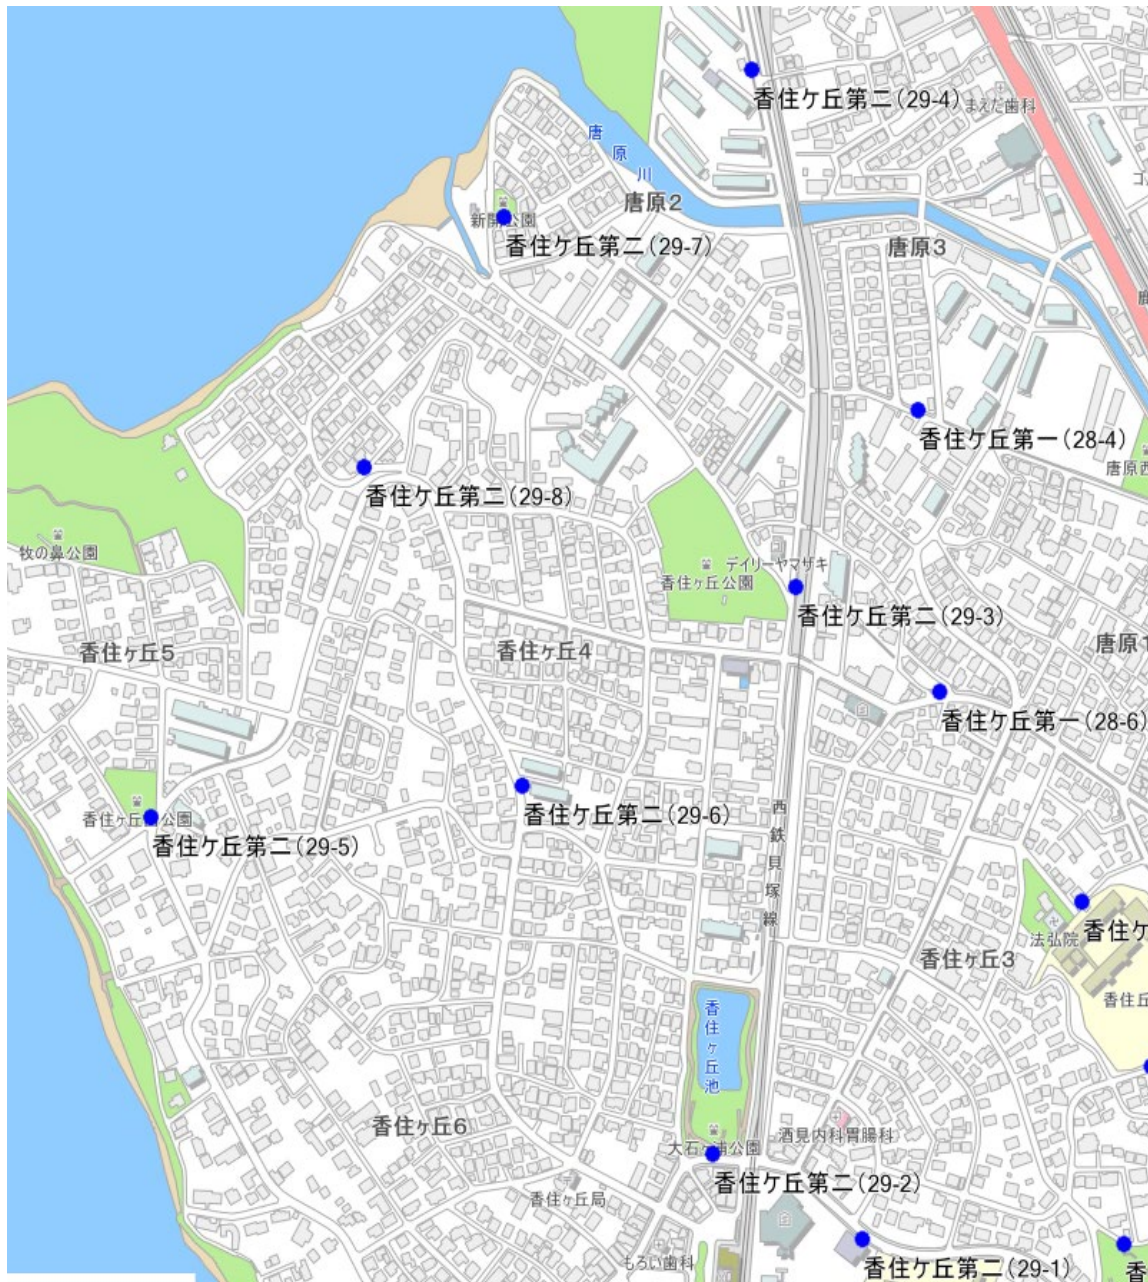 香住ケ丘第二(29-4)
まえだ歯科
唐原川
唐原2
新開公園
香住ケ丘第二(29-7)
唐原3
香住ケ丘第一(28-4)
唐原西
香住ケ丘第二(29-8)
牧の鼻公園
デイリーヤマザキ
香住ヶ丘公園
香住ケ丘第二(29-3)
香住ヶ丘5
香住ヶ丘4
唐原1
香住ケ丘第一(28-6)
香住ケ丘第二(29-6)
西鉄貝塚線
香住ケ丘第二(29-5)
法弘院
香住ケ
香住ヶ丘3
香住丘
香住ヶ丘池
香住ヶ丘6
酒見内科胃腸科
大石ヶ浦公園
香住ケ丘第二(29-2)
香住ヶ丘局
もろい歯科
香住ケ丘第二(29-1)
香